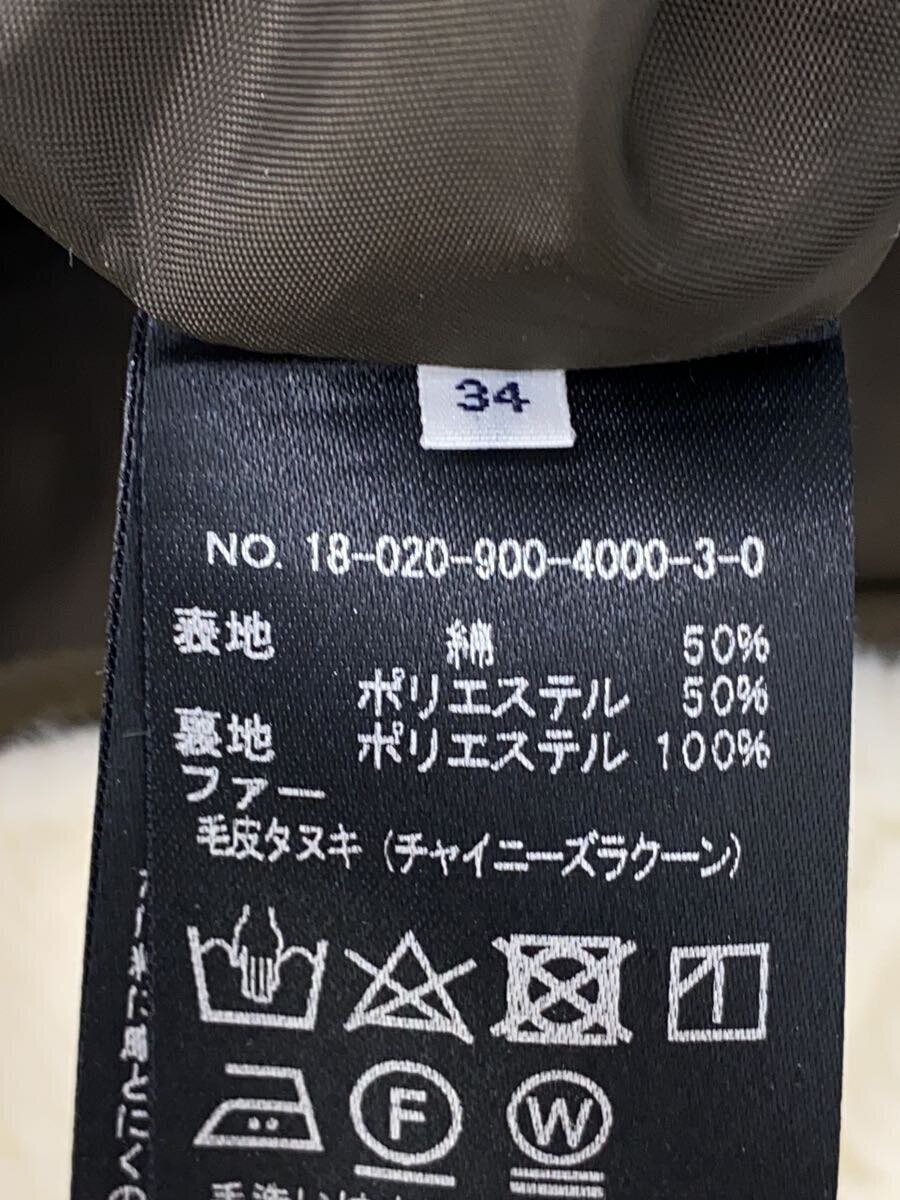 34
NO. 18-020-900-4000-3-0
表地 綿 50%
ポリエステル 50%
裏地 ポリエステル 100%
ファー
毛皮タヌキ (チャイニーズラクーン)
F
W